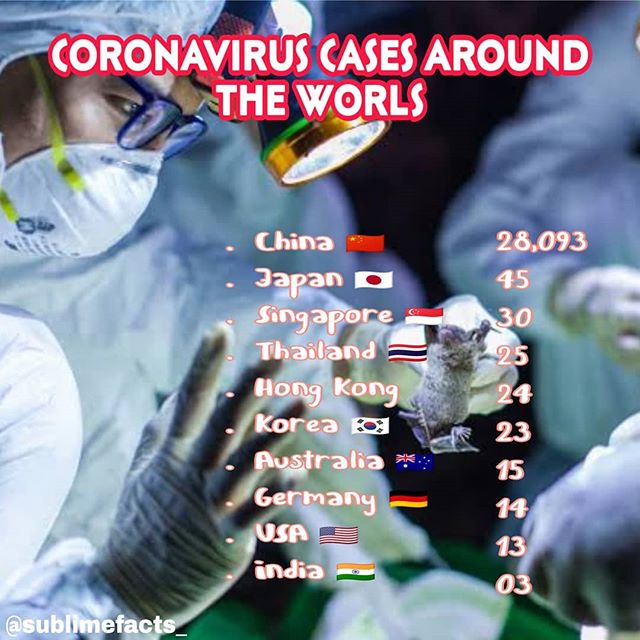 CORONAVIRUS CASES AROUND
THE WORLS
. China 🇨🇳 28,093
. Japan 🇯🇵 45
. Singapore 🇸🇬 30
. Thailand 🇹🇭 25
. Hong Kong 24
. Korea 🇰🇷 23
. Australia 🇦🇺 15
. Germany 🇩🇪 14
. USA 🇺🇸 13
. india 🇮🇳 03
@sublimefacts_